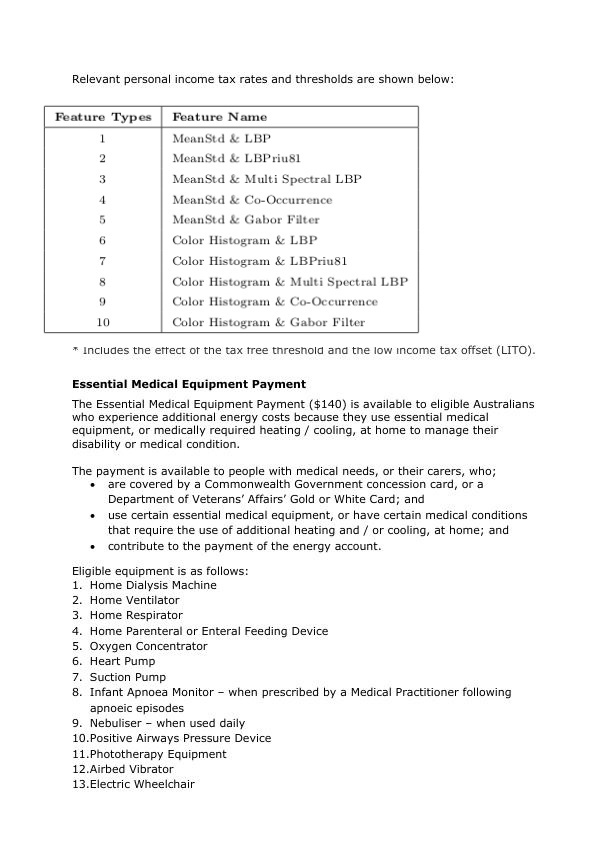 Relevant personal income tax rates and thresholds are shown below:
Feature Types Feature Name
1 MeanStd & LBP
2 MeanStd & LBPriu81
3 MeanStd & Multi Spectral LBP
4 MeanStd & Co-Occurrence
5 MeanStd & Gabor Filter
6 Color Histogram & LBP
7 Color Histogram & LBPriu81
8 Color Histogram & Multi Spectral LBP
9 Color Histogram & Co-Occurrence
10 Color Histogram & Gabor Filter
* Includes the effect of the tax free threshold and the low income tax offset (LITO).
Essential Medical Equipment Payment
The Essential Medical Equipment Payment ($140) is available to eligible Australians
who experience additional energy costs because they use essential medical
equipment, or medically required heating / cooling, at home to manage their
disability or medical condition.
The payment is available to people with medical needs, or their carers, who;
• are covered by a Commonwealth Government concession card, or a
Department of Veterans’ Affairs’ Gold or White Card; and
• use certain essential medical equipment, or have certain medical conditions
that require the use of additional heating and / or cooling, at home; and
• contribute to the payment of the energy account.
Eligible equipment is as follows:
1. Home Dialysis Machine
2. Home Ventilator
3. Home Respirator
4. Home Parenteral or Enteral Feeding Device
5. Oxygen Concentrator
6. Heart Pump
7. Suction Pump
8. Infant Apnoea Monitor – when prescribed by a Medical Practitioner following
apnoeic episodes
9. Nebuliser – when used daily
10.Positive Airways Pressure Device
11.Phototherapy Equipment
12.Airbed Vibrator
13.Electric Wheelchair